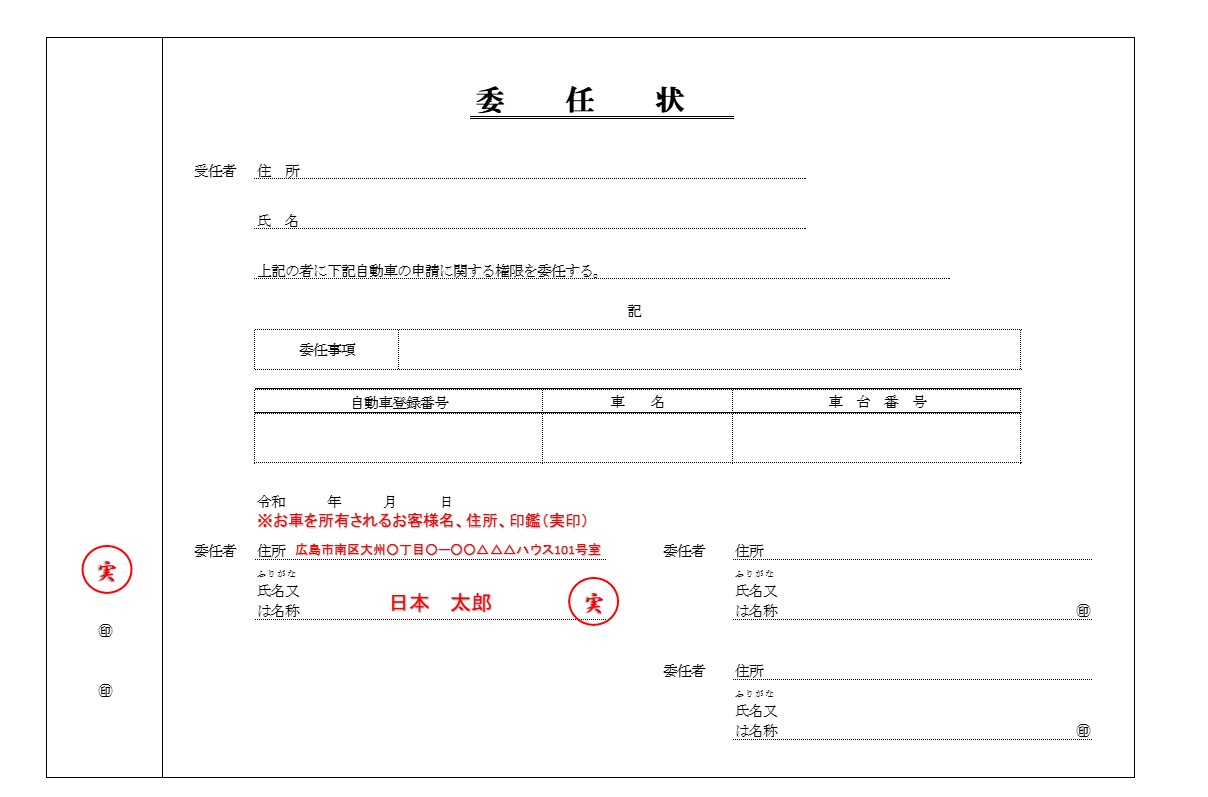 委　任　状
受任者　住　所
氏　名
上記の者に下記自動車の申請に関する権限を委任する。
記
委任事項
自動車登録番号　車　名　車　台　番　号
令和　年　月　日
※お車を所有されるお客様名、住所、印鑑（実印）
委任者　住所　広島市南区大州〇丁目〇ー〇〇△△△ハウス101号室
ふりがな
氏名又
は名称　日本　太郎　実
委任者　住所
ふりがな
氏名又
は名称　㊞
委任者　住所
ふりがな
氏名又
は名称　㊞
実
㊞
㊞